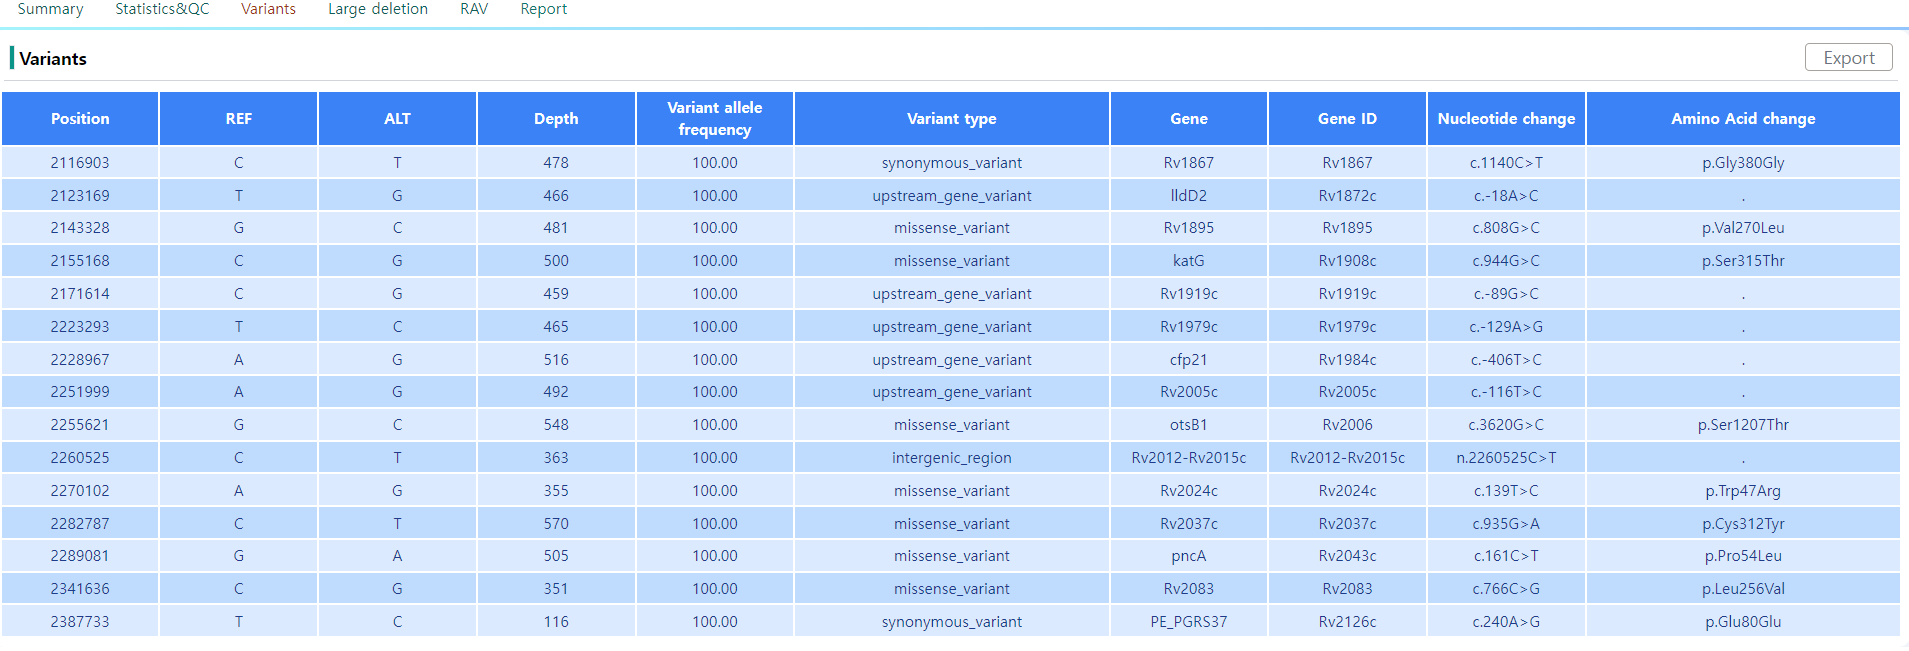 Summary Statistics&QC Variants Large deletion RAV Report
Variants Export
Position REF ALT Depth Variant allele frequency Variant type Gene Gene ID Nucleotide change Amino Acid change
2116903 C T 478 100.00 synonymous_variant Rv1867 Rv1867 c.1140C>T p.Gly380Gly
2123169 T G 466 100.00 upstream_gene_variant lldD2 Rv1872c c.-18A>C .
2143328 G C 481 100.00 missense_variant Rv1895 Rv1895 c.808G>C p.Val270Leu
2155168 C G 500 100.00 missense_variant katG Rv1908c c.944G>C p.Ser315Thr
2171614 C G 459 100.00 upstream_gene_variant Rv1919c Rv1919c c.-89G>C .
2223293 T C 465 100.00 upstream_gene_variant Rv1979c Rv1979c c.-129A>G .
2228967 A G 516 100.00 upstream_gene_variant cfp21 Rv1984c c.-406T>C .
2251999 A G 492 100.00 upstream_gene_variant Rv2005c Rv2005c c.-116T>C .
2255621 G C 548 100.00 missense_variant otsB1 Rv2006 c.3620G>C p.Ser1207Thr
2260525 C T 363 100.00 intergenic_region Rv2012-Rv2015c Rv2012-Rv2015c n.2260525C>T .
2270102 A G 355 100.00 missense_variant Rv2024c Rv2024c c.139T>C p.Trp47Arg
2282787 C T 570 100.00 missense_variant Rv2037c Rv2037c c.935G>A p.Cys312Tyr
2289081 G A 505 100.00 missense_variant pncA Rv2043c c.161C>T p.Pro54Leu
2341636 C G 351 100.00 missense_variant Rv2083 Rv2083 c.766C>G p.Leu256Val
2387733 T C 116 100.00 synonymous_variant PE_PGRS37 Rv2126c c.240A>G p.Glu80Glu